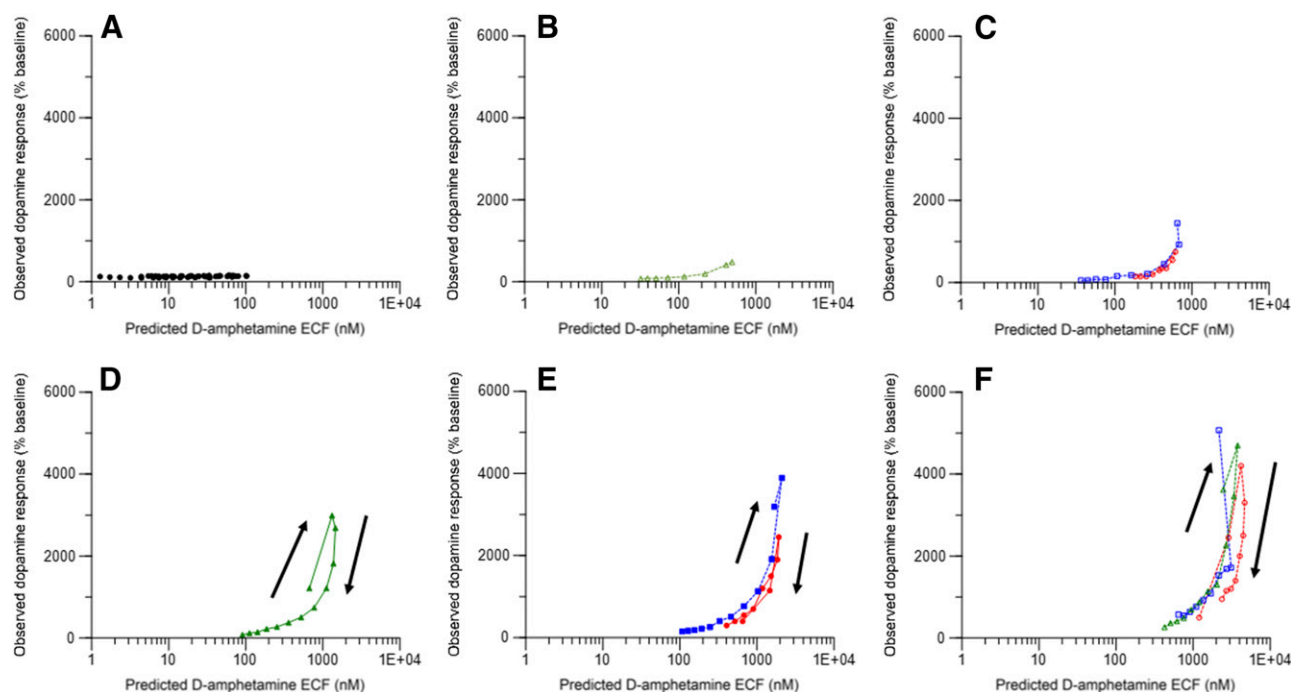 A
Observed dopamine response (% baseline)
6000
4000
2000
0
1 10 100 1000 1E+04
Predicted D-amphetamine ECF (nM)
B
Observed dopamine response (% baseline)
6000
4000
2000
0
1 10 100 1000 1E+04
Predicted D-amphetamine ECF (nM)
C
Observed dopamine response (% baseline)
6000
4000
2000
0
1 10 100 1000 1E+04
Predicted D-amphetamine ECF (nM)
D
Observed dopamine response (% baseline)
6000
4000
2000
0
1 10 100 1000 1E+04
Predicted D-amphetamine ECF (nM)
E
Observed dopamine response (% baseline)
6000
4000
2000
0
1 10 100 1000 1E+04
Predicted D-amphetamine ECF (nM)
F
Observed dopamine response (% baseline)
6000
4000
2000
0
1 10 100 1000 1E+04
Predicted D-amphetamine ECF (nM)